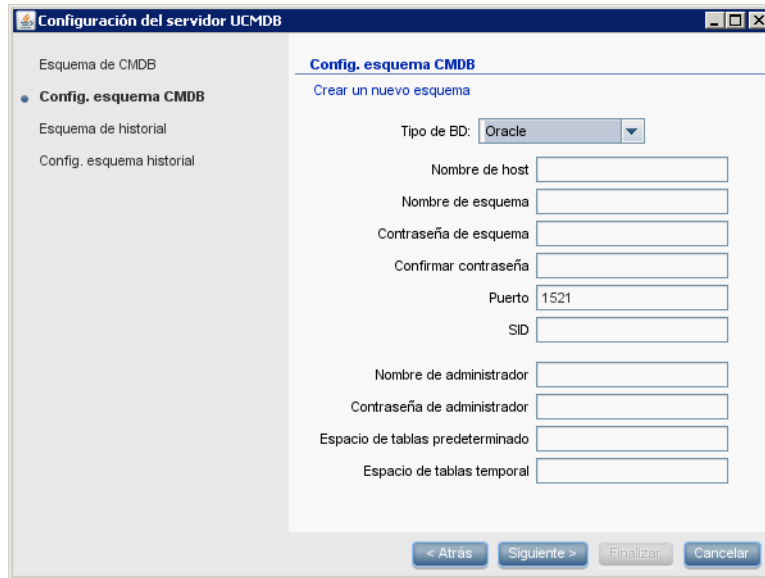 Configuración del servidor UCMDB
Esquema de CMDB
Config. esquema CMDB
Esquema de historial
Config. esquema historial
Config. esquema CMDB
Crear un nuevo esquema
Tipo de BD: Oracle
Nombre de host
Nombre de esquema
Contraseña de esquema
Confirmar contraseña
Puerto 1521
SID
Nombre de administrador
Contraseña de administrador
Espacio de tablas predeterminado
Espacio de tablas temporal
< Atrás Siguiente > Finalizar Cancelar